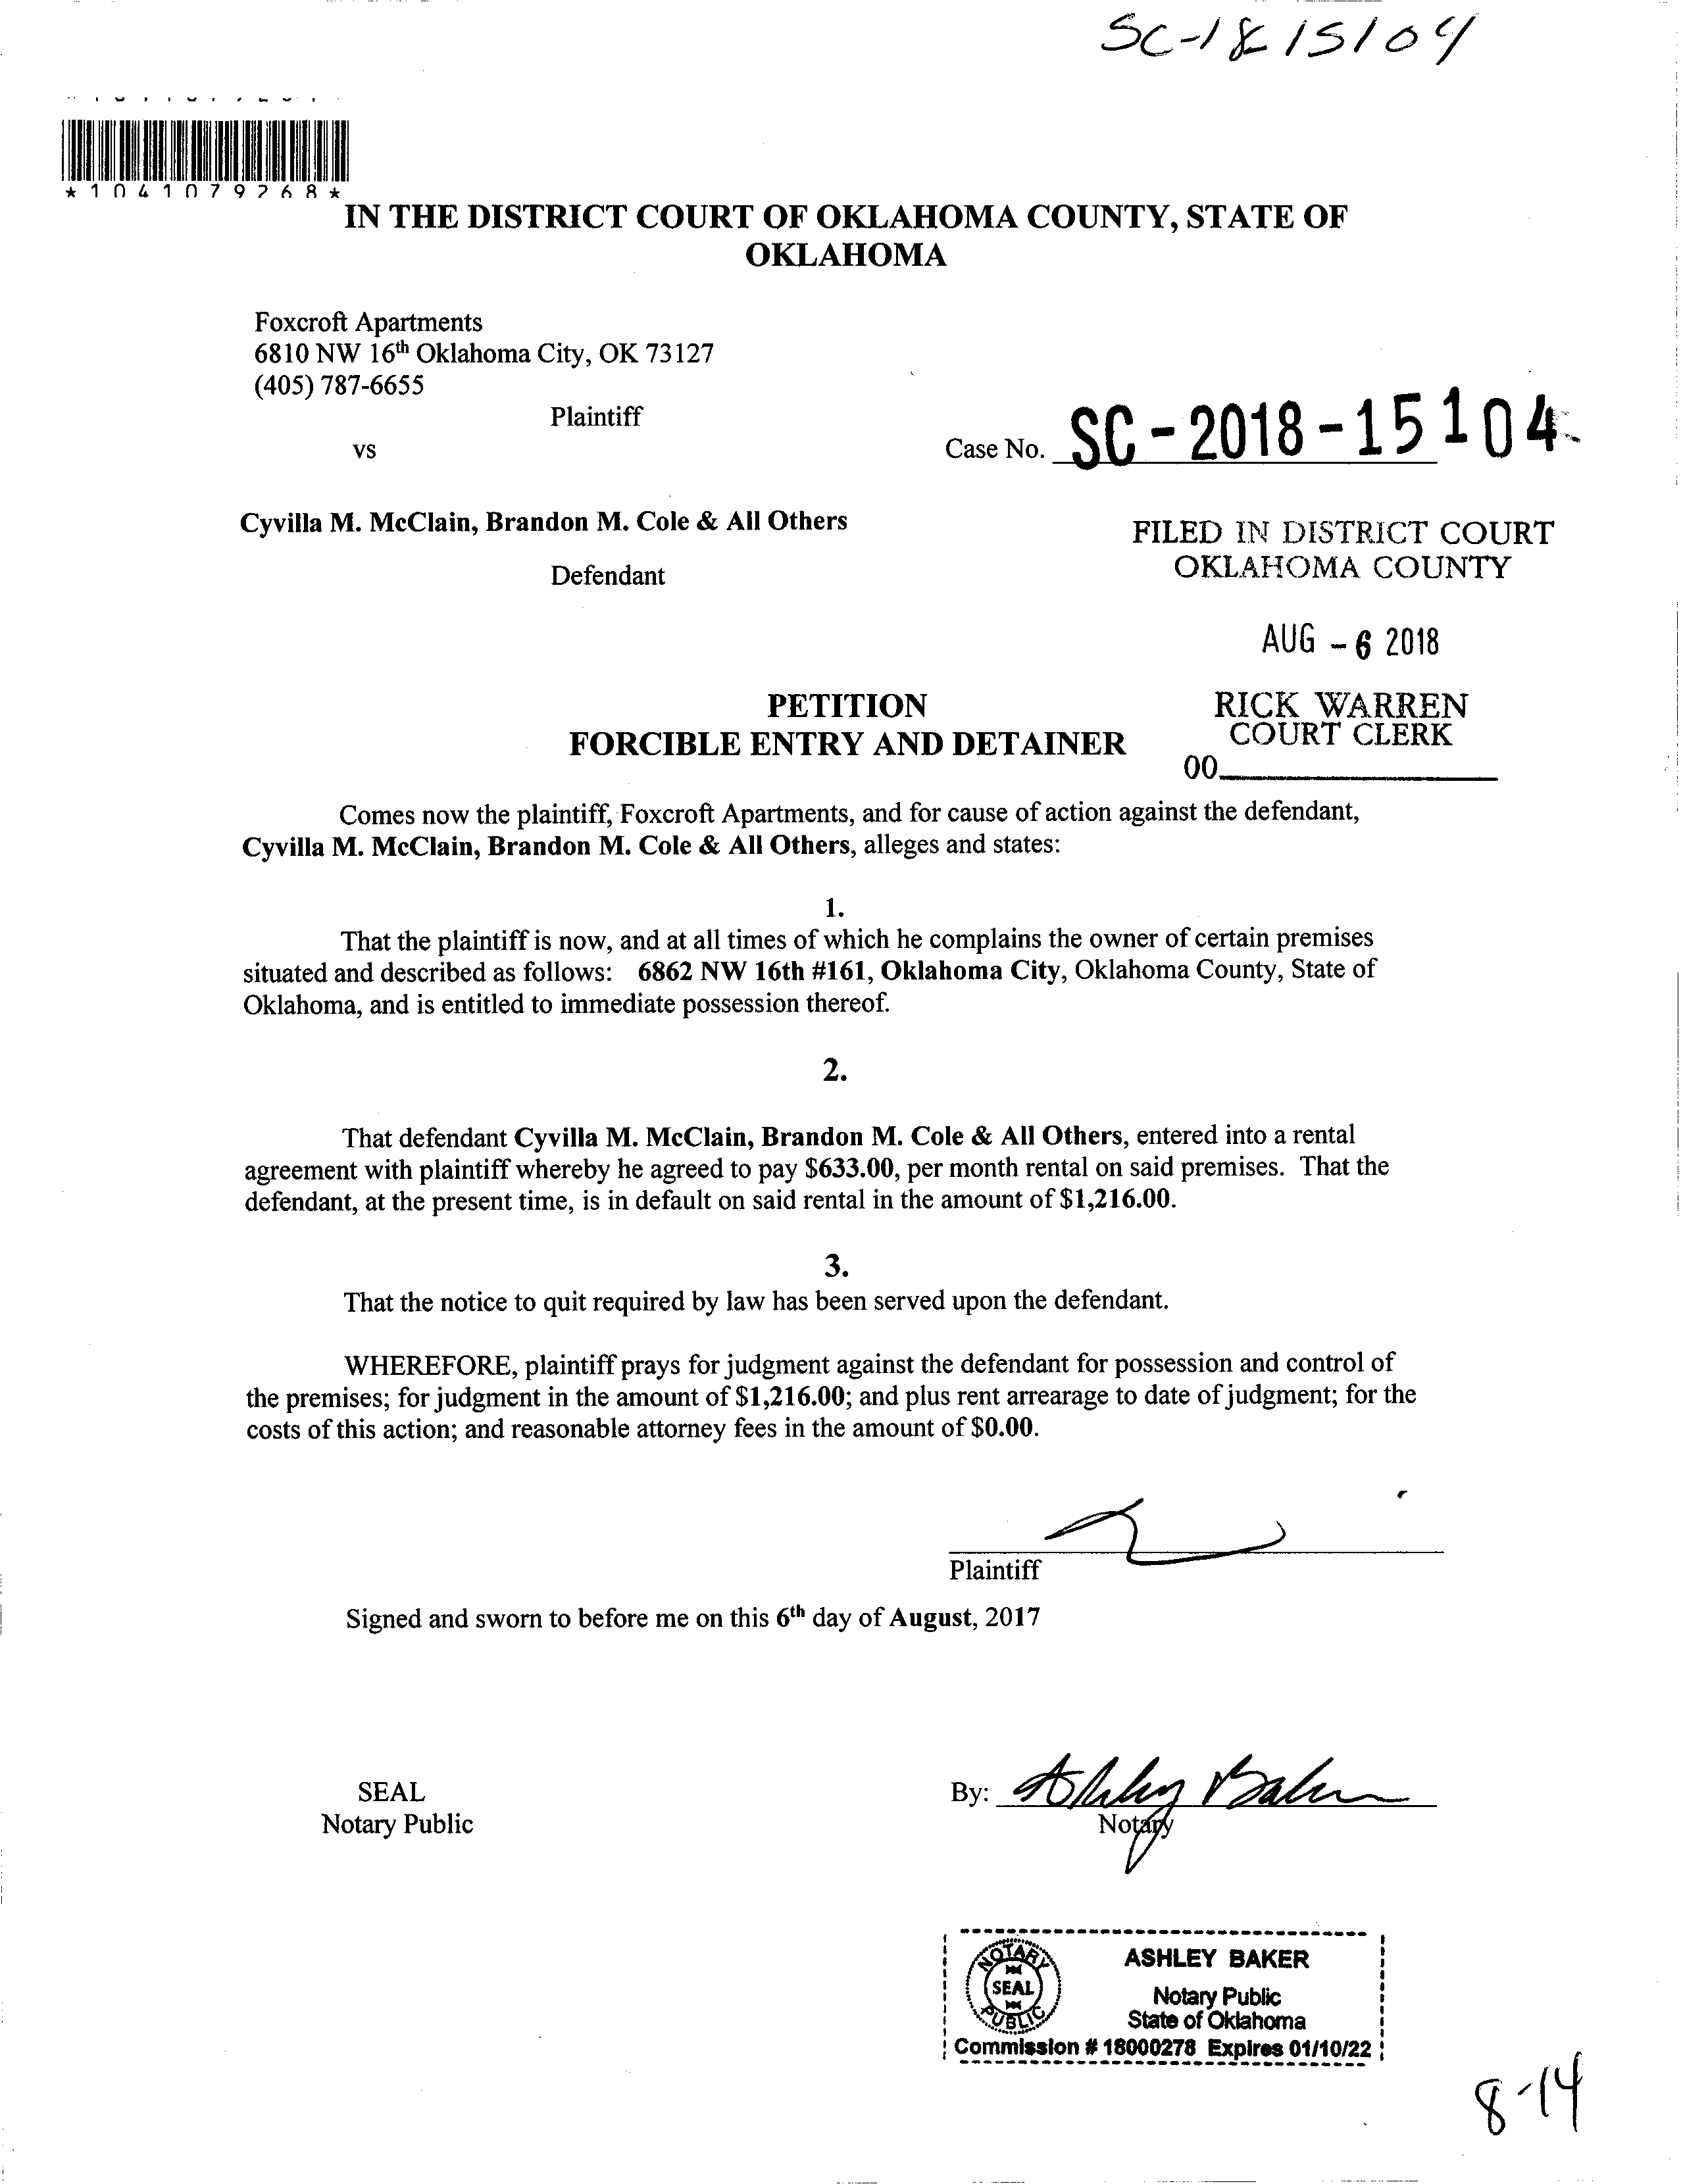 SC-1815104
*1041079268*
IN THE DISTRICT COURT OF OKLAHOMA COUNTY, STATE OF
OKLAHOMA
Foxcroft Apartments
6810 NW 16th Oklahoma City, OK 73127
(405) 787-6655
Plaintiff
vs
Case No. SC-2018-15104
Cyvilla M. McClain, Brandon M. Cole & All Others
Defendant
FILED IN DISTRICT COURT
OKLAHOMA COUNTY
AUG - 6 2018
PETITION
FORCIBLE ENTRY AND DETAINER
RICK WARREN
COURT CLERK
00
Comes now the plaintiff, Foxcroft Apartments, and for cause of action against the defendant,
Cyvilla M. McClain, Brandon M. Cole & All Others, alleges and states:
1.
That the plaintiff is now, and at all times of which he complains the owner of certain premises
situated and described as follows: 6862 NW 16th #161, Oklahoma City, Oklahoma County, State of
Oklahoma, and is entitled to immediate possession thereof.
2.
That defendant Cyvilla M. McClain, Brandon M. Cole & All Others, entered into a rental
agreement with plaintiff whereby he agreed to pay $633.00, per month rental on said premises. That the
defendant, at the present time, is in default on said rental in the amount of $1,216.00.
3.
That the notice to quit required by law has been served upon the defendant.
WHEREFORE, plaintiff prays for judgment against the defendant for possession and control of
the premises; for judgment in the amount of $1,216.00; and plus rent arrearage to date of judgment; for the
costs of this action; and reasonable attorney fees in the amount of $0.00.
Plaintiff
Signed and sworn to before me on this 6th day of August, 2017
SEAL
Notary Public
By: Ashley Baker
Notary
NOTARY
SEAL
PUBLIC
ASHLEY BAKER
Notary Public
State of Oklahoma
Commission # 18000278 Expires 01/10/22
8-14